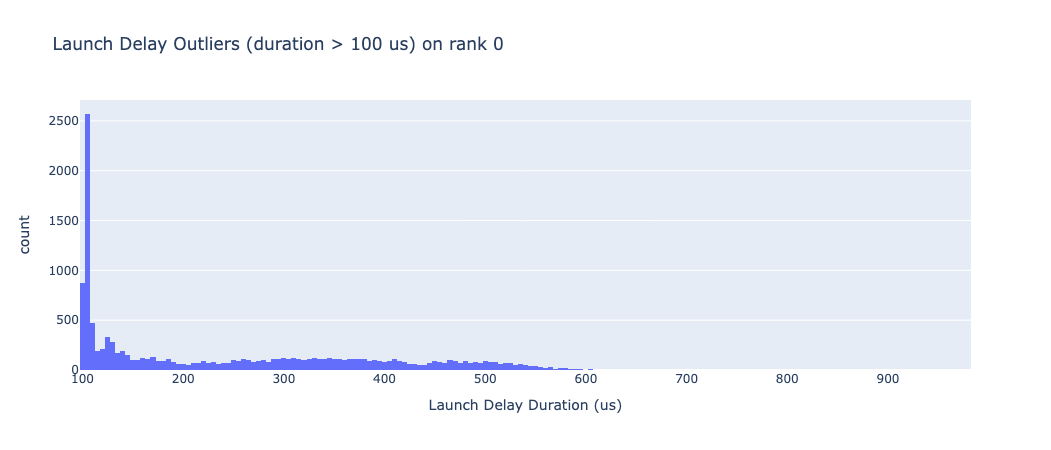 Launch Delay Outliers (duration > 100 us) on rank 0
2500
2000
1500
1000
500
0
count
100 200 300 400 500 600 700 800 900
Launch Delay Duration (us)